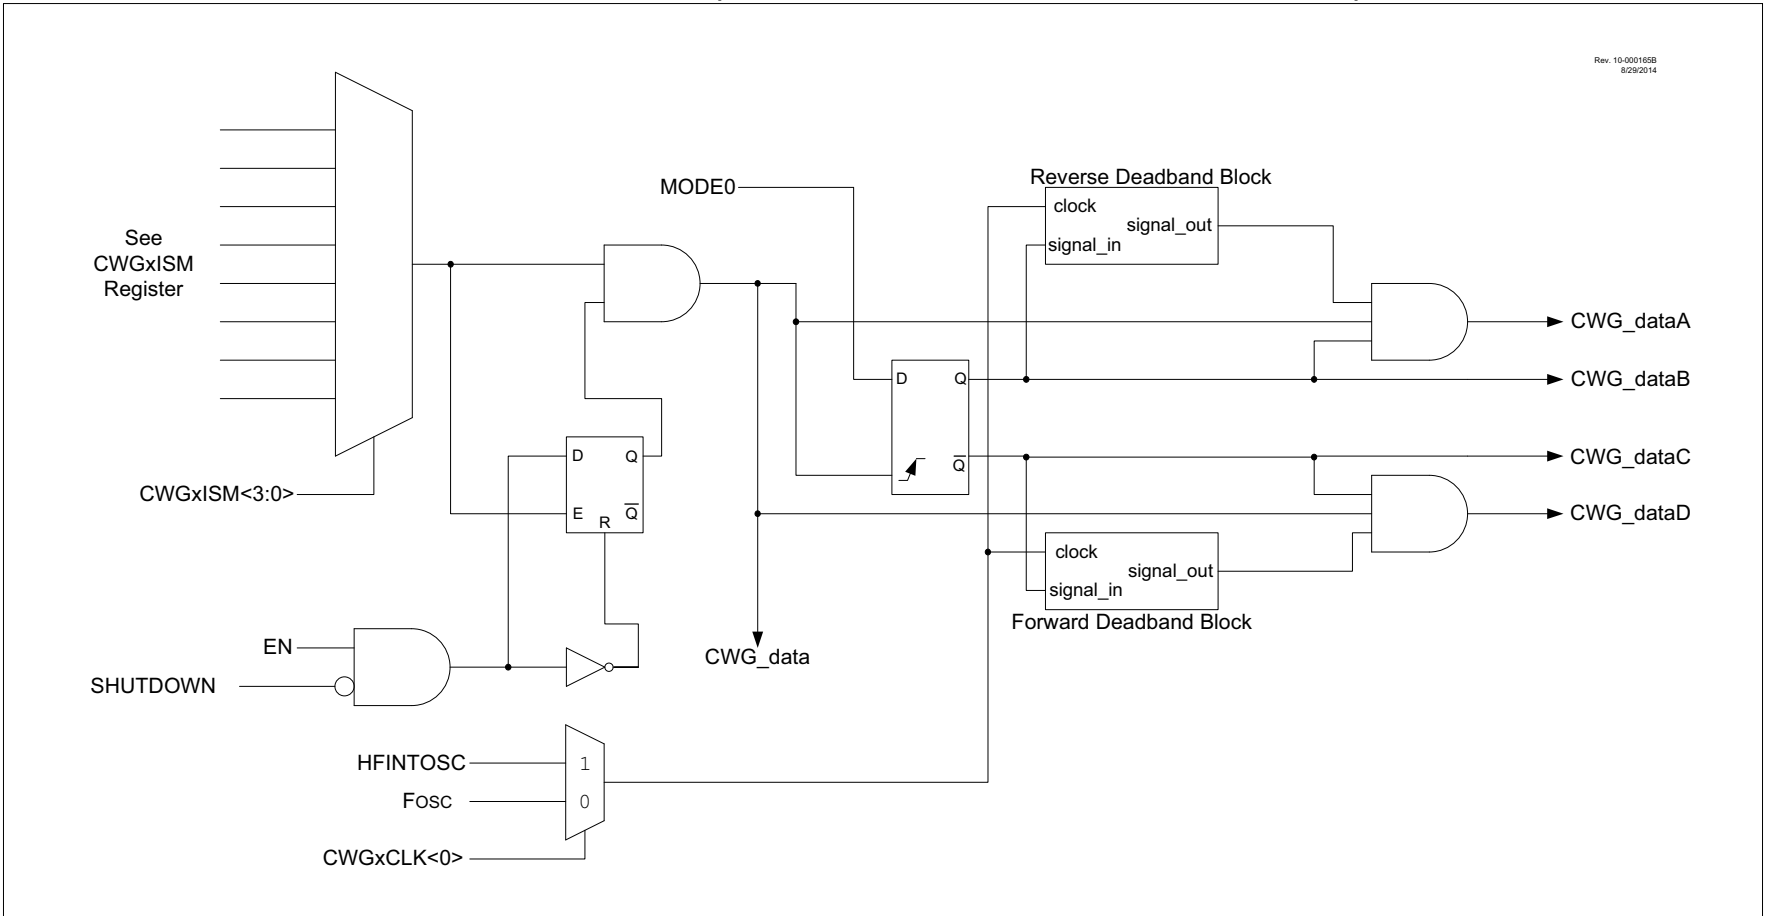 Rev. 10-000165B
8/29/2014
See
CWGxISM
Register
CWGxISM<3:0>
MODE0
Reverse Deadband Block
clock
signal_in
signal_out
D
Q
Q
CWG_dataA
CWG_dataB
CWG_dataC
CWG_dataD
D
Q
E
R
Q
clock
signal_in
signal_out
Forward Deadband Block
EN
SHUTDOWN
CWG_data
HFINTOSC
1
FOSC
0
CWGxCLK<0>